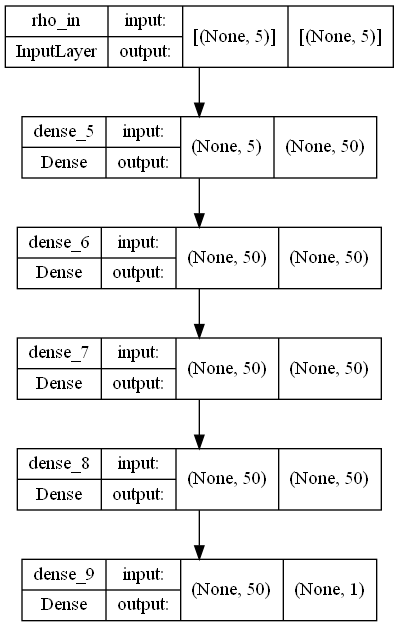 rho_in input: [(None, 5)] [(None, 5)]
InputLayer output:
dense_5 input: (None, 5) (None, 50)
Dense output:
dense_6 input: (None, 50) (None, 50)
Dense output:
dense_7 input: (None, 50) (None, 50)
Dense output:
dense_8 input: (None, 50) (None, 50)
Dense output:
dense_9 input: (None, 50) (None, 1)
Dense output: